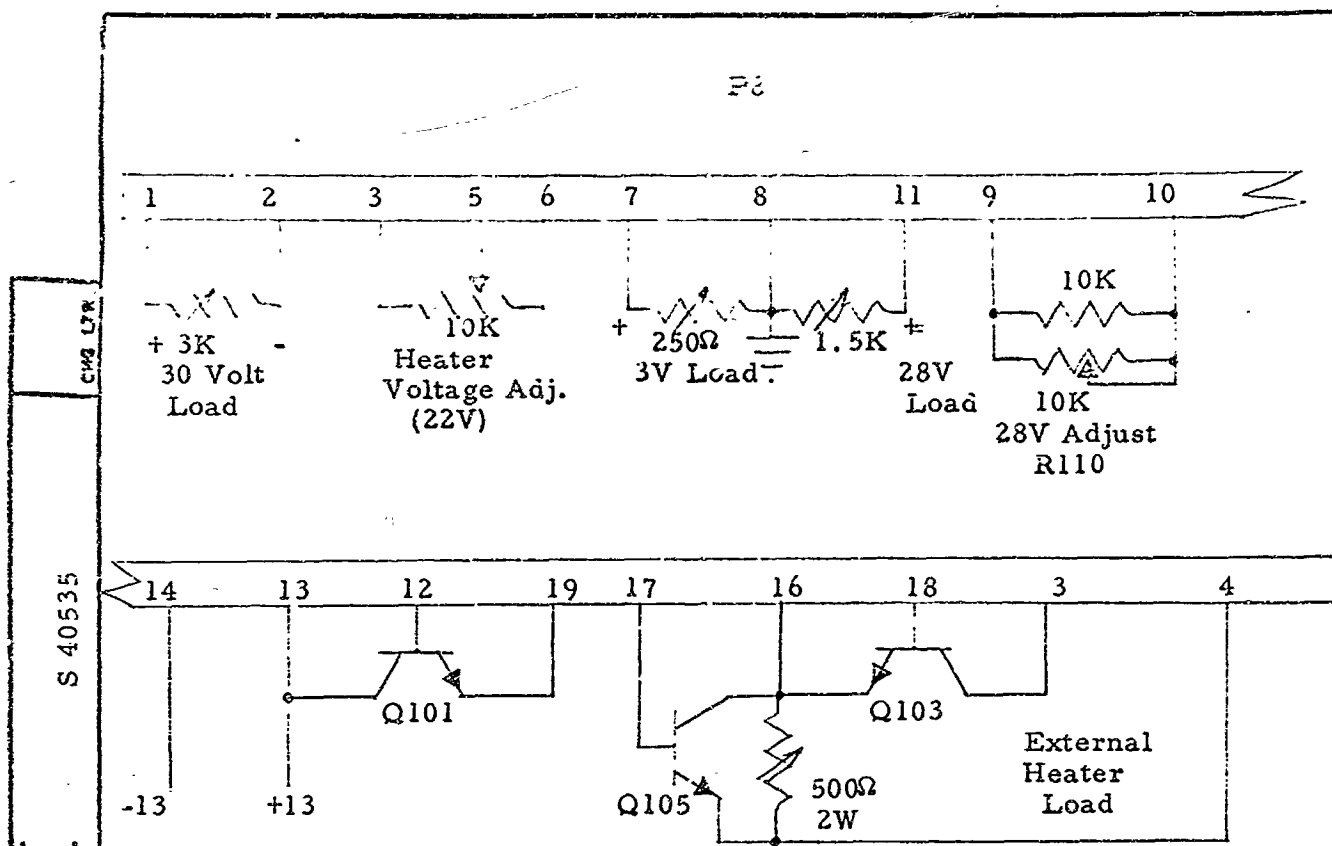 P6
1 2 3 5 6 7 8 11 9 10
+ 3K
30 Volt
Load
10K
Heater
Voltage Adj.
(22V)
+ 250Ω
3V Load
1.5K +
28V
Load
10K
10K
28V Adjust
R110
S 40535
14 13 12 19 17 16 18 3 4
Q101
-13 +13
Q105
500Ω
2W
Q103
External
Heater
Load